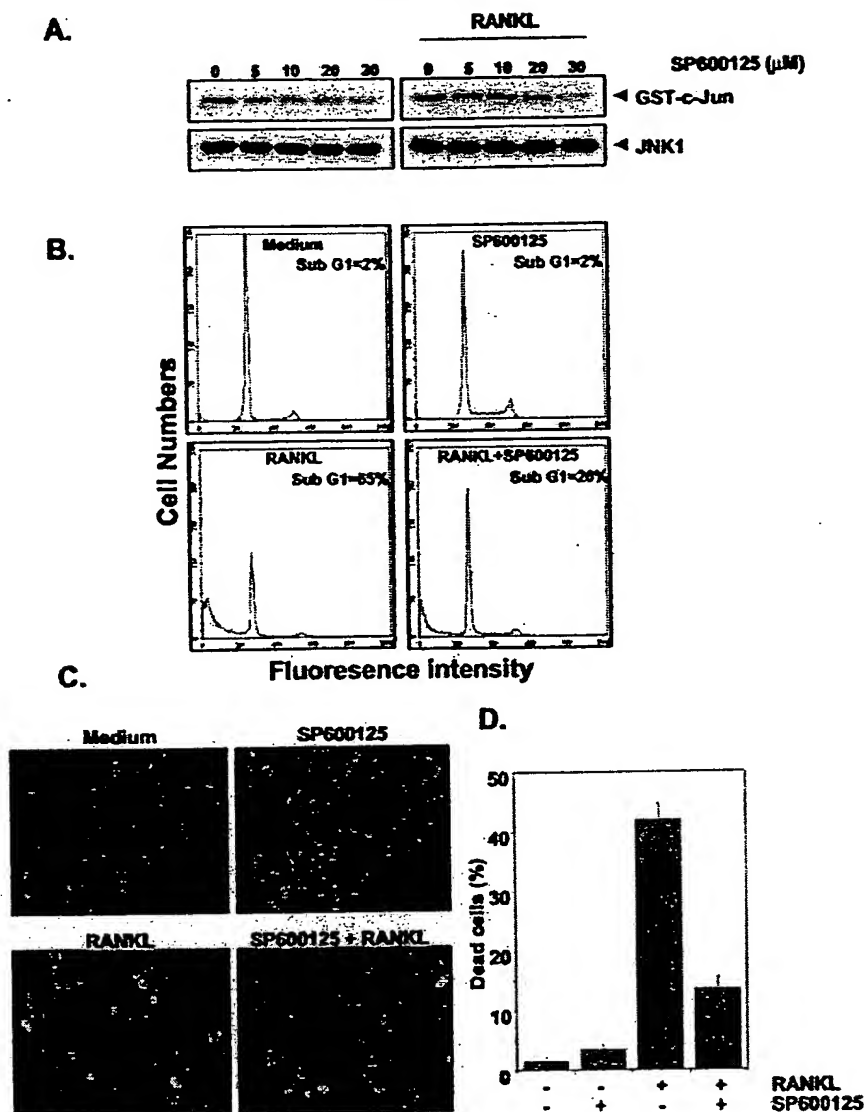 A.
RANKL
0 5 10 20 30 0 5 10 20 30 SP600125 (μM)
GST-c-Jun
JNK1
B.
Medium
Sub G1=2%
SP600125
Sub G1=2%
RANKL
Sub G1=65%
RANKL+SP600125
Sub G1=26%
Cell Numbers
Fluoresence intensity
C.
Medium
SP600125
RANKL
SP600125 + RANKL
D.
50
40
30
20
10
0
Dead cells (%)
- - + + RANKL
- + - + SP600125